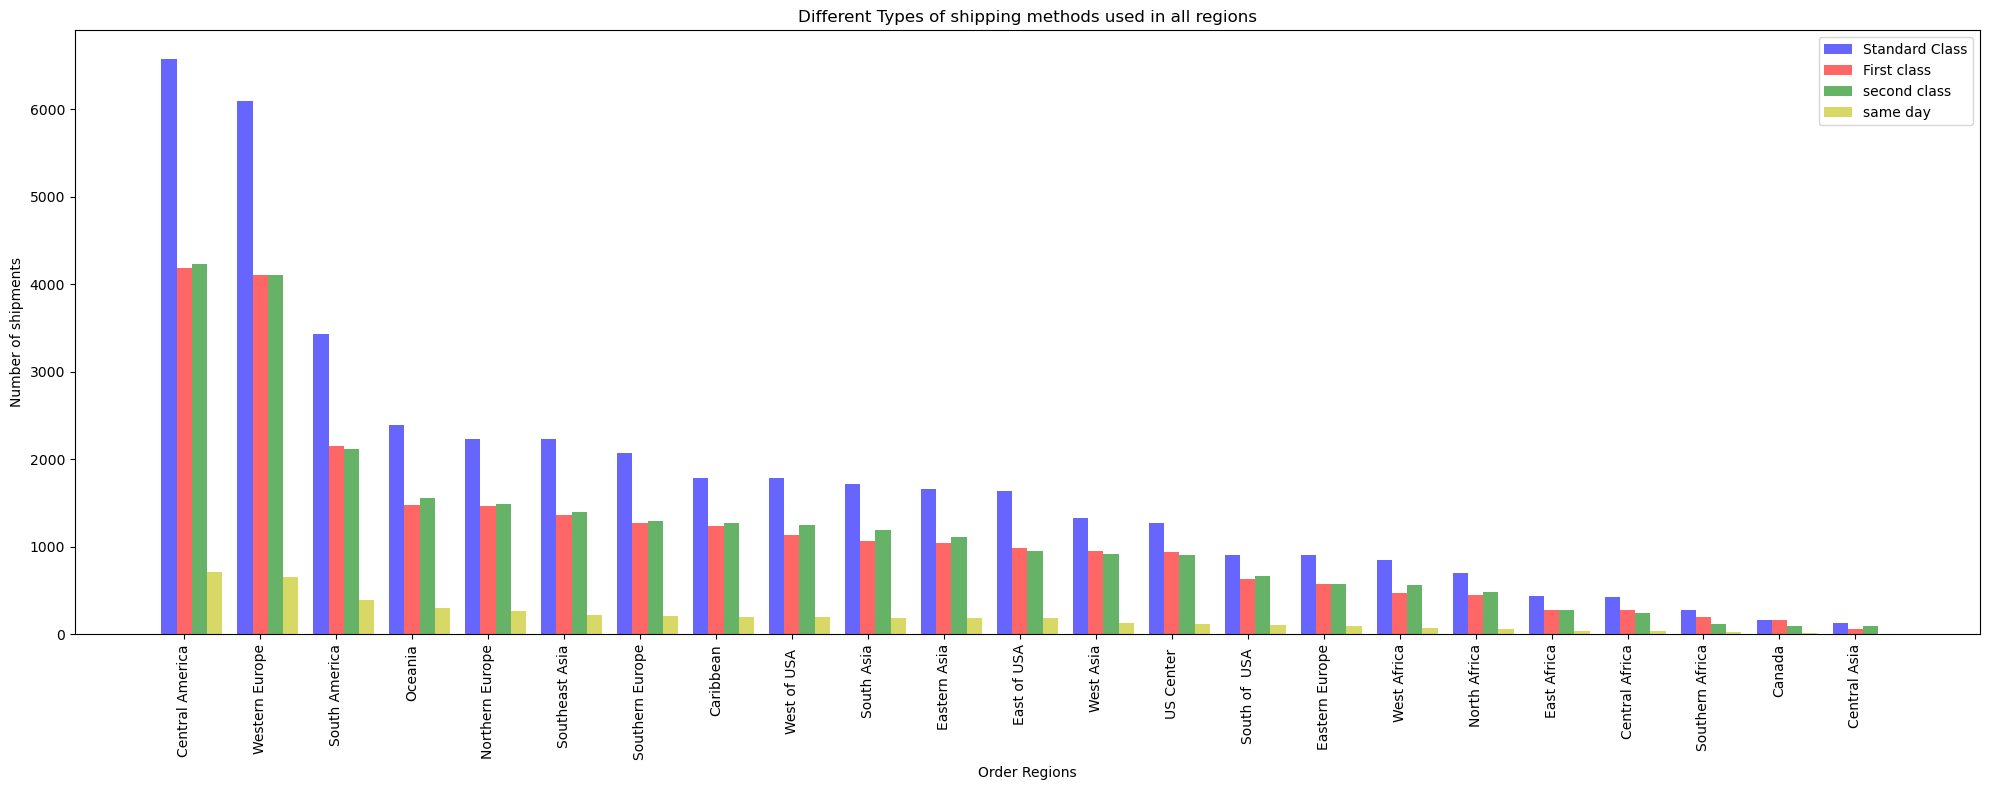 Different Types of shipping methods used in all regions
Standard Class
First class
second class
same day
Number of shipments
6000
5000
4000
3000
2000
1000
0
Central America
Western Europe
South America
Oceania
Northern Europe
Southeast Asia
Southern Europe
Caribbean
West of USA
South Asia
Eastern Asia
East of USA
West Asia
US Center
South of  USA
Eastern Europe
West Africa
North Africa
East Africa
Central Africa
Southern Africa
Canada
Central Asia
Order Regions